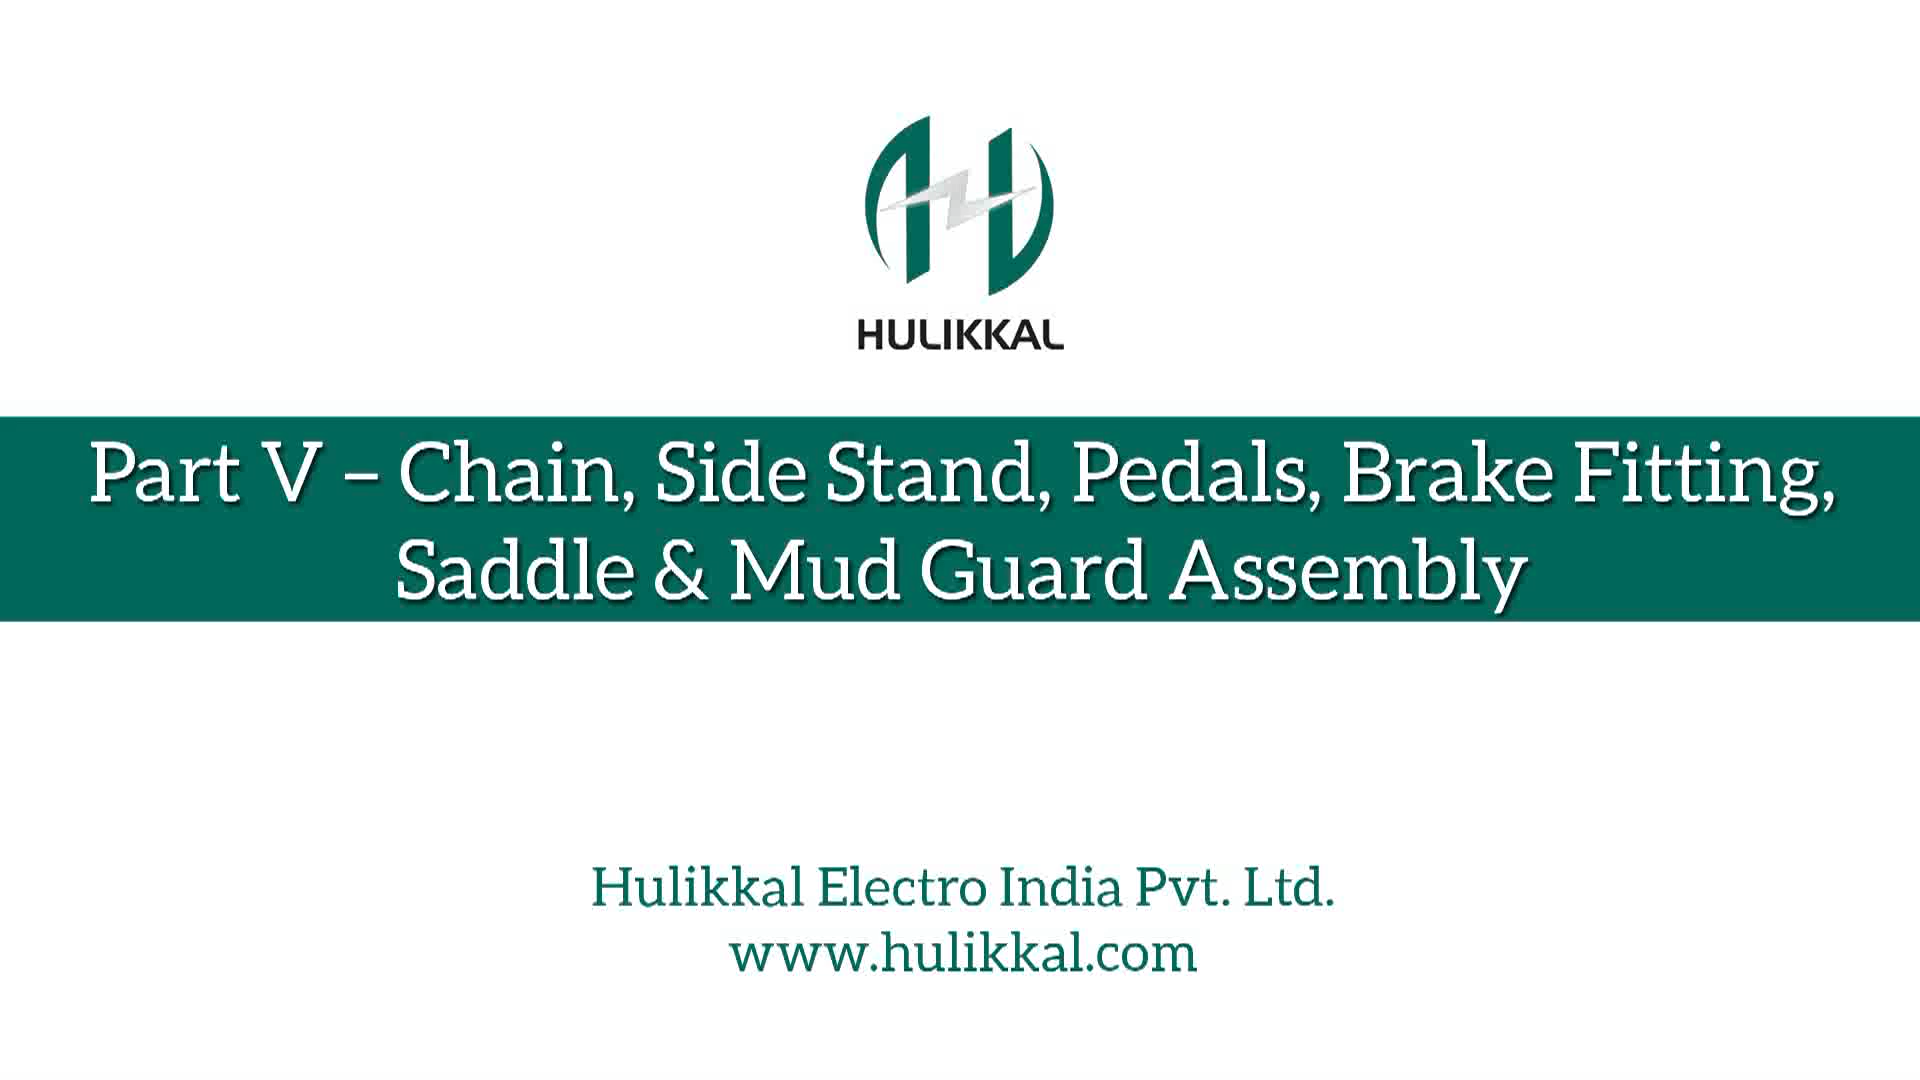 HULIKKAL
Part V – Chain, Side Stand, Pedals, Brake Fitting,
Saddle & Mud Guard Assembly
Hulikkal Electro India Pvt. Ltd.
www.hulikkal.com